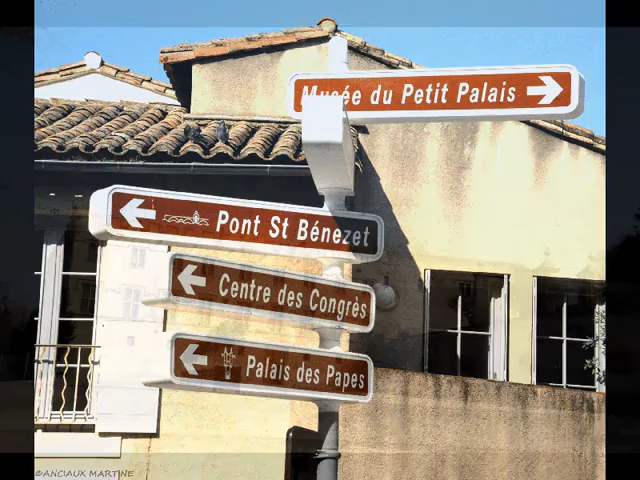 Musée du Petit Palais
Pont St Bénezet
Centre des Congrès
Palais des Papes
©ANCIAUX MARTINE